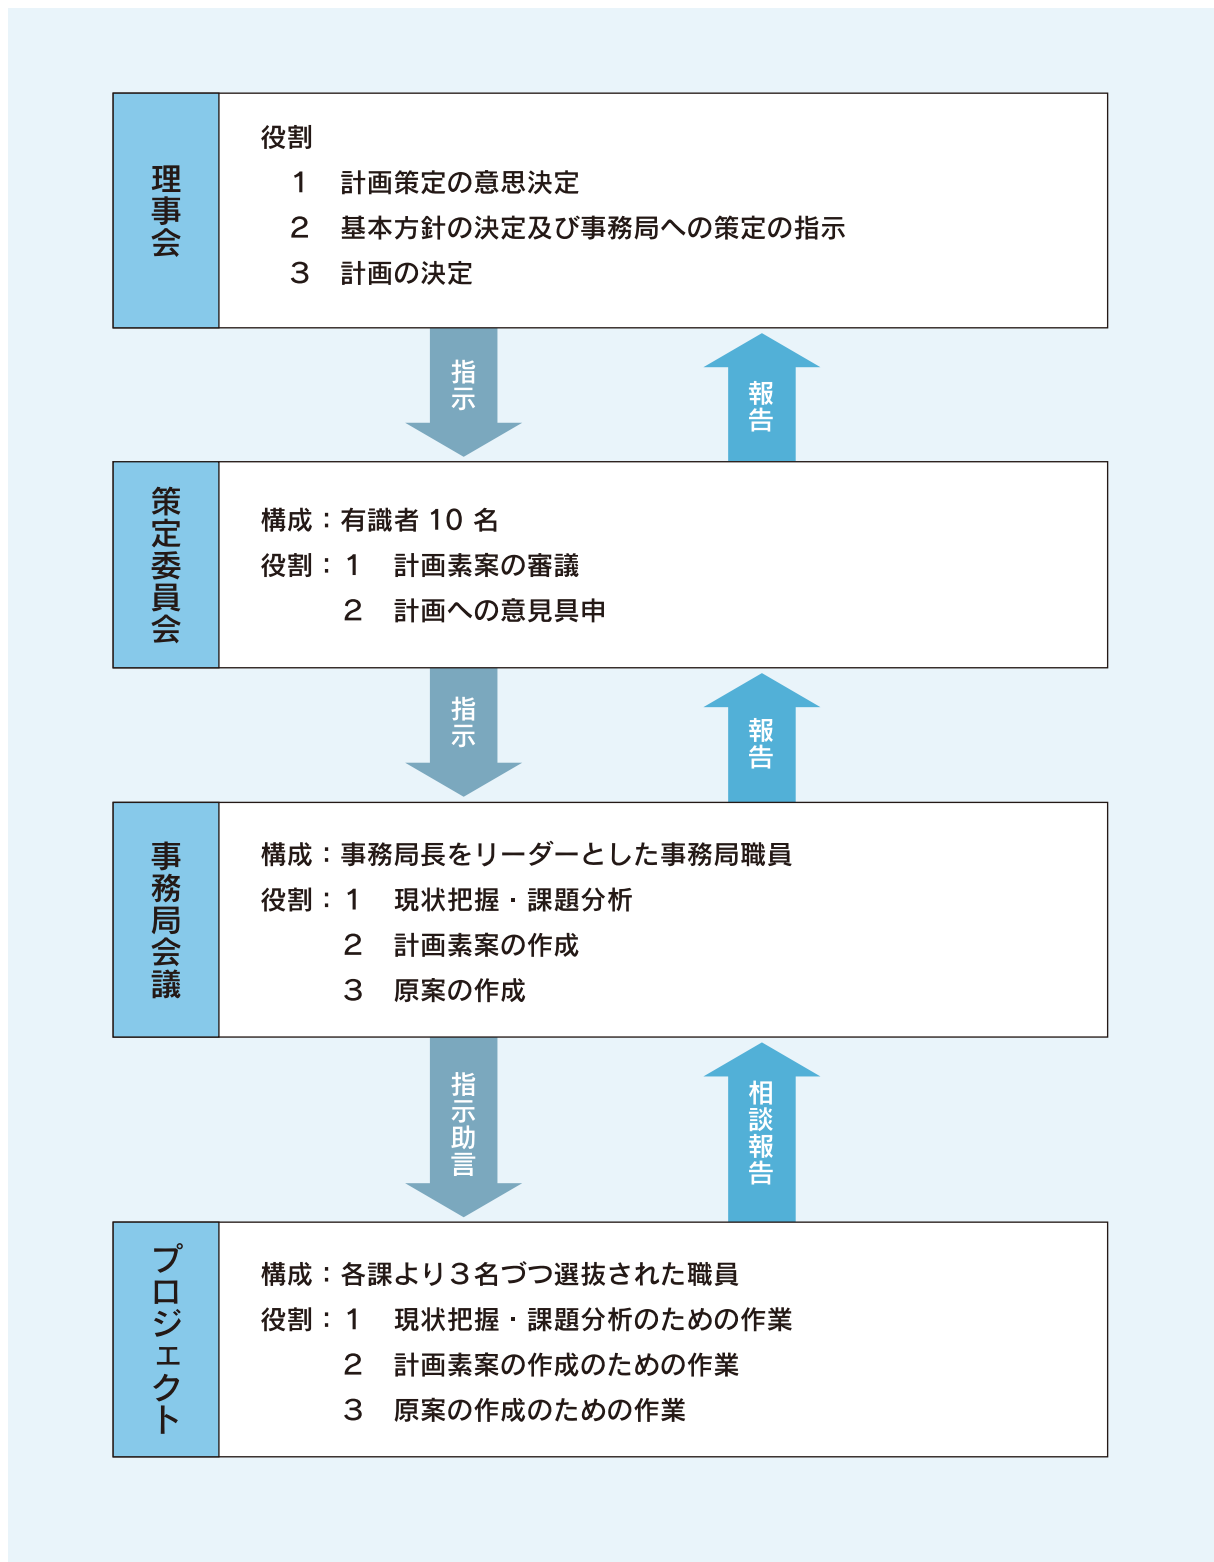 理事会
役割
1 計画策定の意思決定
2 基本方針の決定及び事務局への策定の指示
3 計画の決定
指示
報告
策定委員会
構成：有識者10名
役割：1 計画素案の審議
2 計画への意見具申
指示
報告
事務局会議
構成：事務局長をリーダーとした事務局職員
役割：1 現状把握・課題分析
2 計画素案の作成
3 原案の作成
指示助言
相談報告
プロジェクト
構成：各課より3名づつ選抜された職員
役割：1 現状把握・課題分析のための作業
2 計画素案の作成のための作業
3 原案の作成のための作業